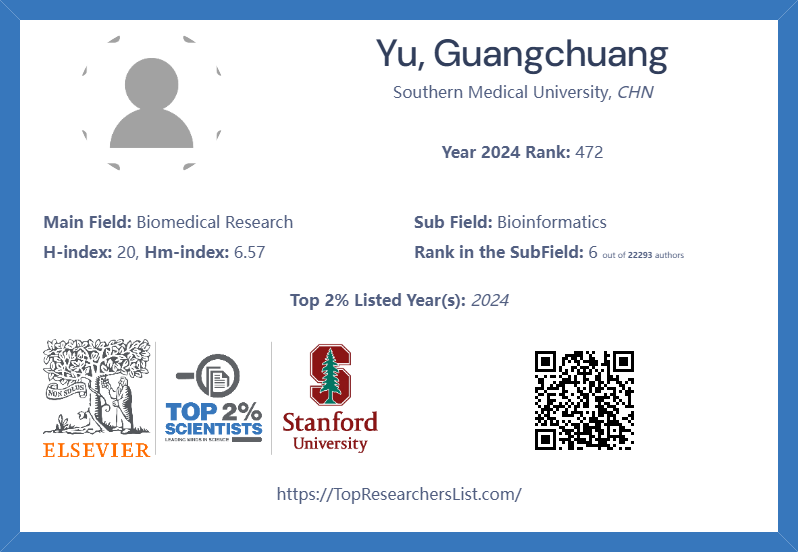 Yu, Guangchuang
Southern Medical University, CHN
Year 2024 Rank: 472
Main Field: Biomedical Research
Sub Field: Bioinformatics
H-index: 20, Hm-index: 6.57
Rank in the SubField: 6 out of 22293 authors
Top 2% Listed Year(s): 2024
NON SOLUS
ELSEVIER
TOP 2%
SCIENTISTS
LEADING MINDS IN SCIENCE
S
Stanford
University
https://TopResearchersList.com/